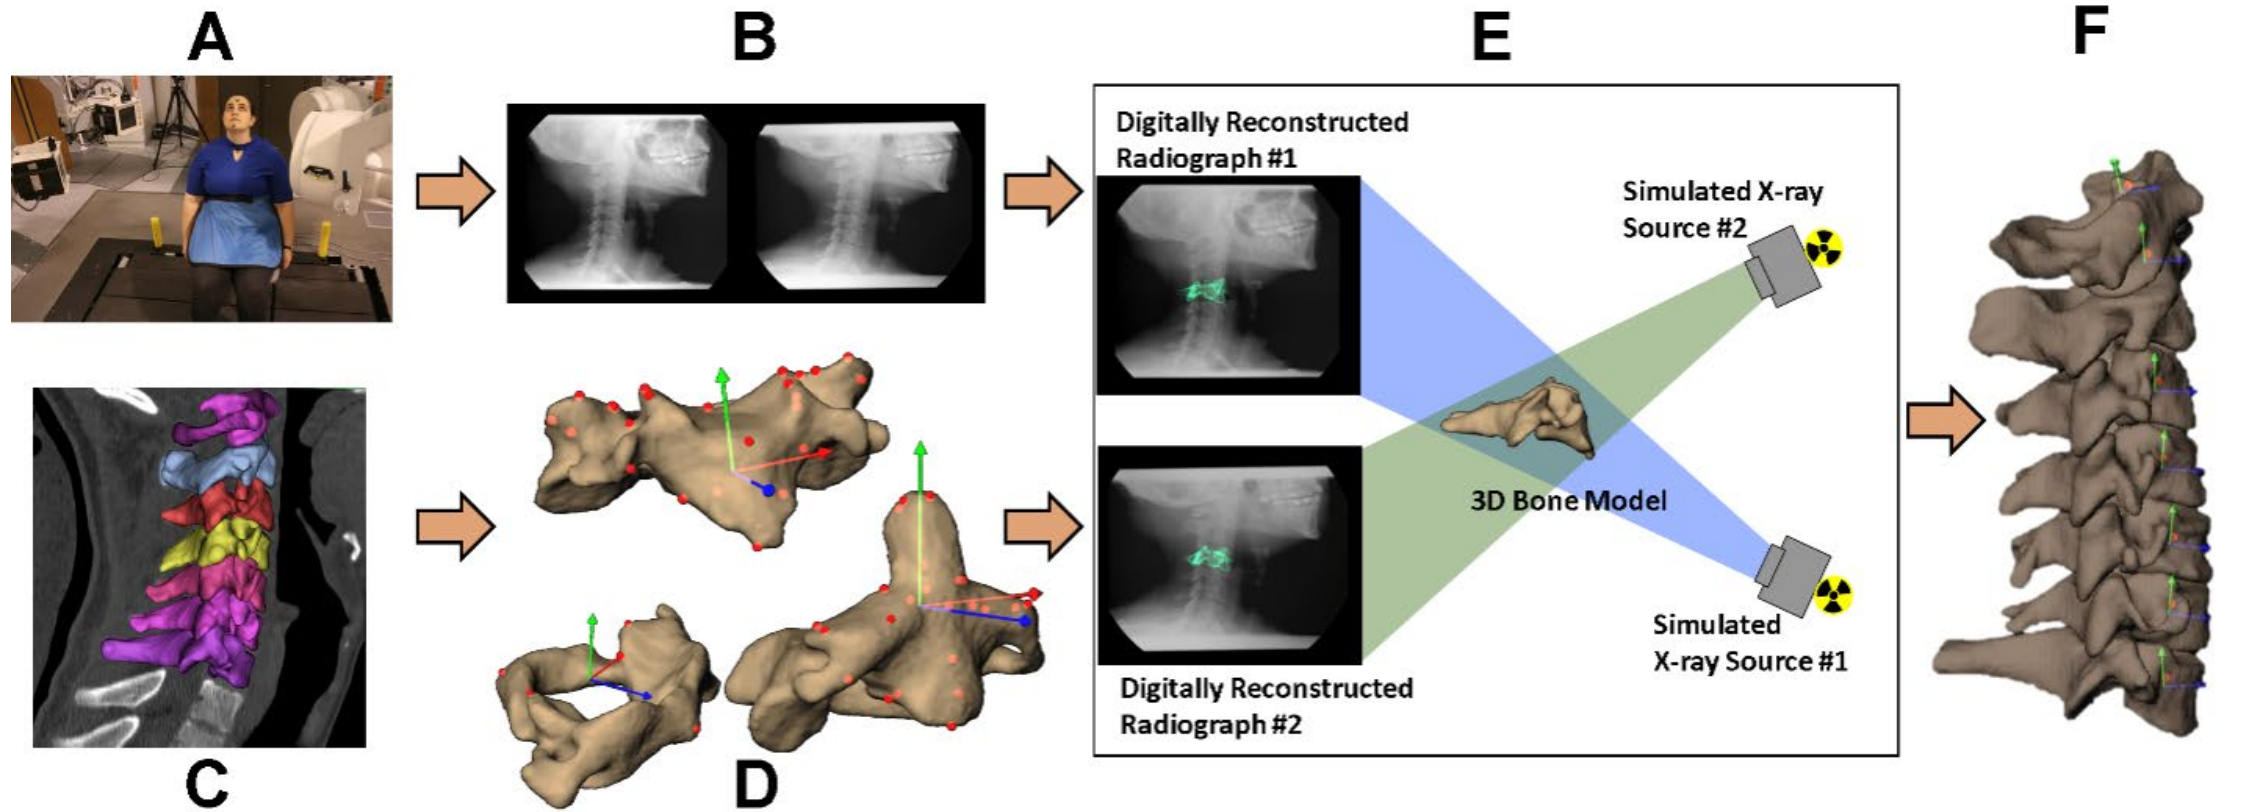 A
B
E
F
Digitally Reconstructed
Radiograph #1
Simulated X-ray
Source #2
3D Bone Model
Simulated
X-ray Source #1
Digitally Reconstructed
Radiograph #2
C
D